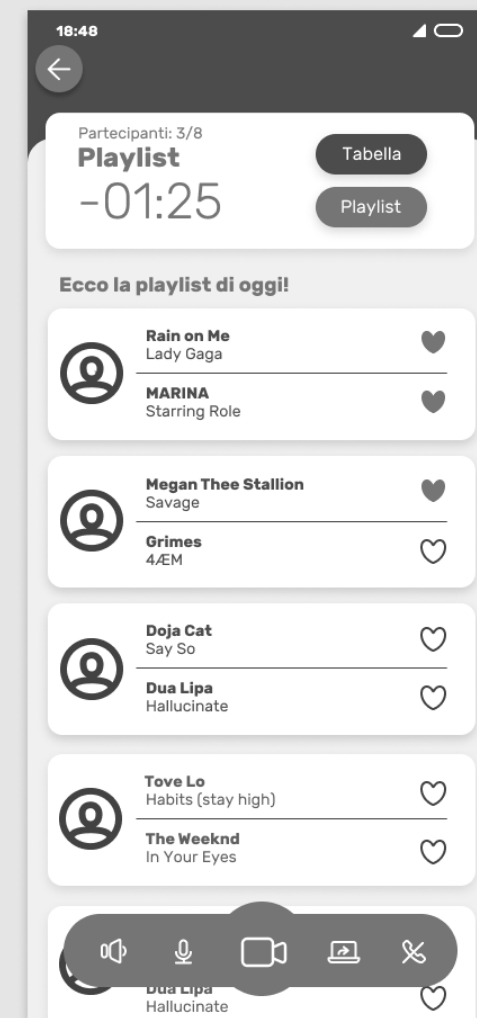 18:48
Partecipanti: 3/8
Playlist
-01:25
Tabella
Playlist
Ecco la playlist di oggi!
Rain on Me
Lady Gaga
MARINA
Starring Role
Megan Thee Stallion
Savage
Grimes
4ÆM
Doja Cat
Say So
Dua Lipa
Hallucinate
Tove Lo
Habits (stay high)
The Weeknd
In Your Eyes
Dua Lipa
Hallucinate